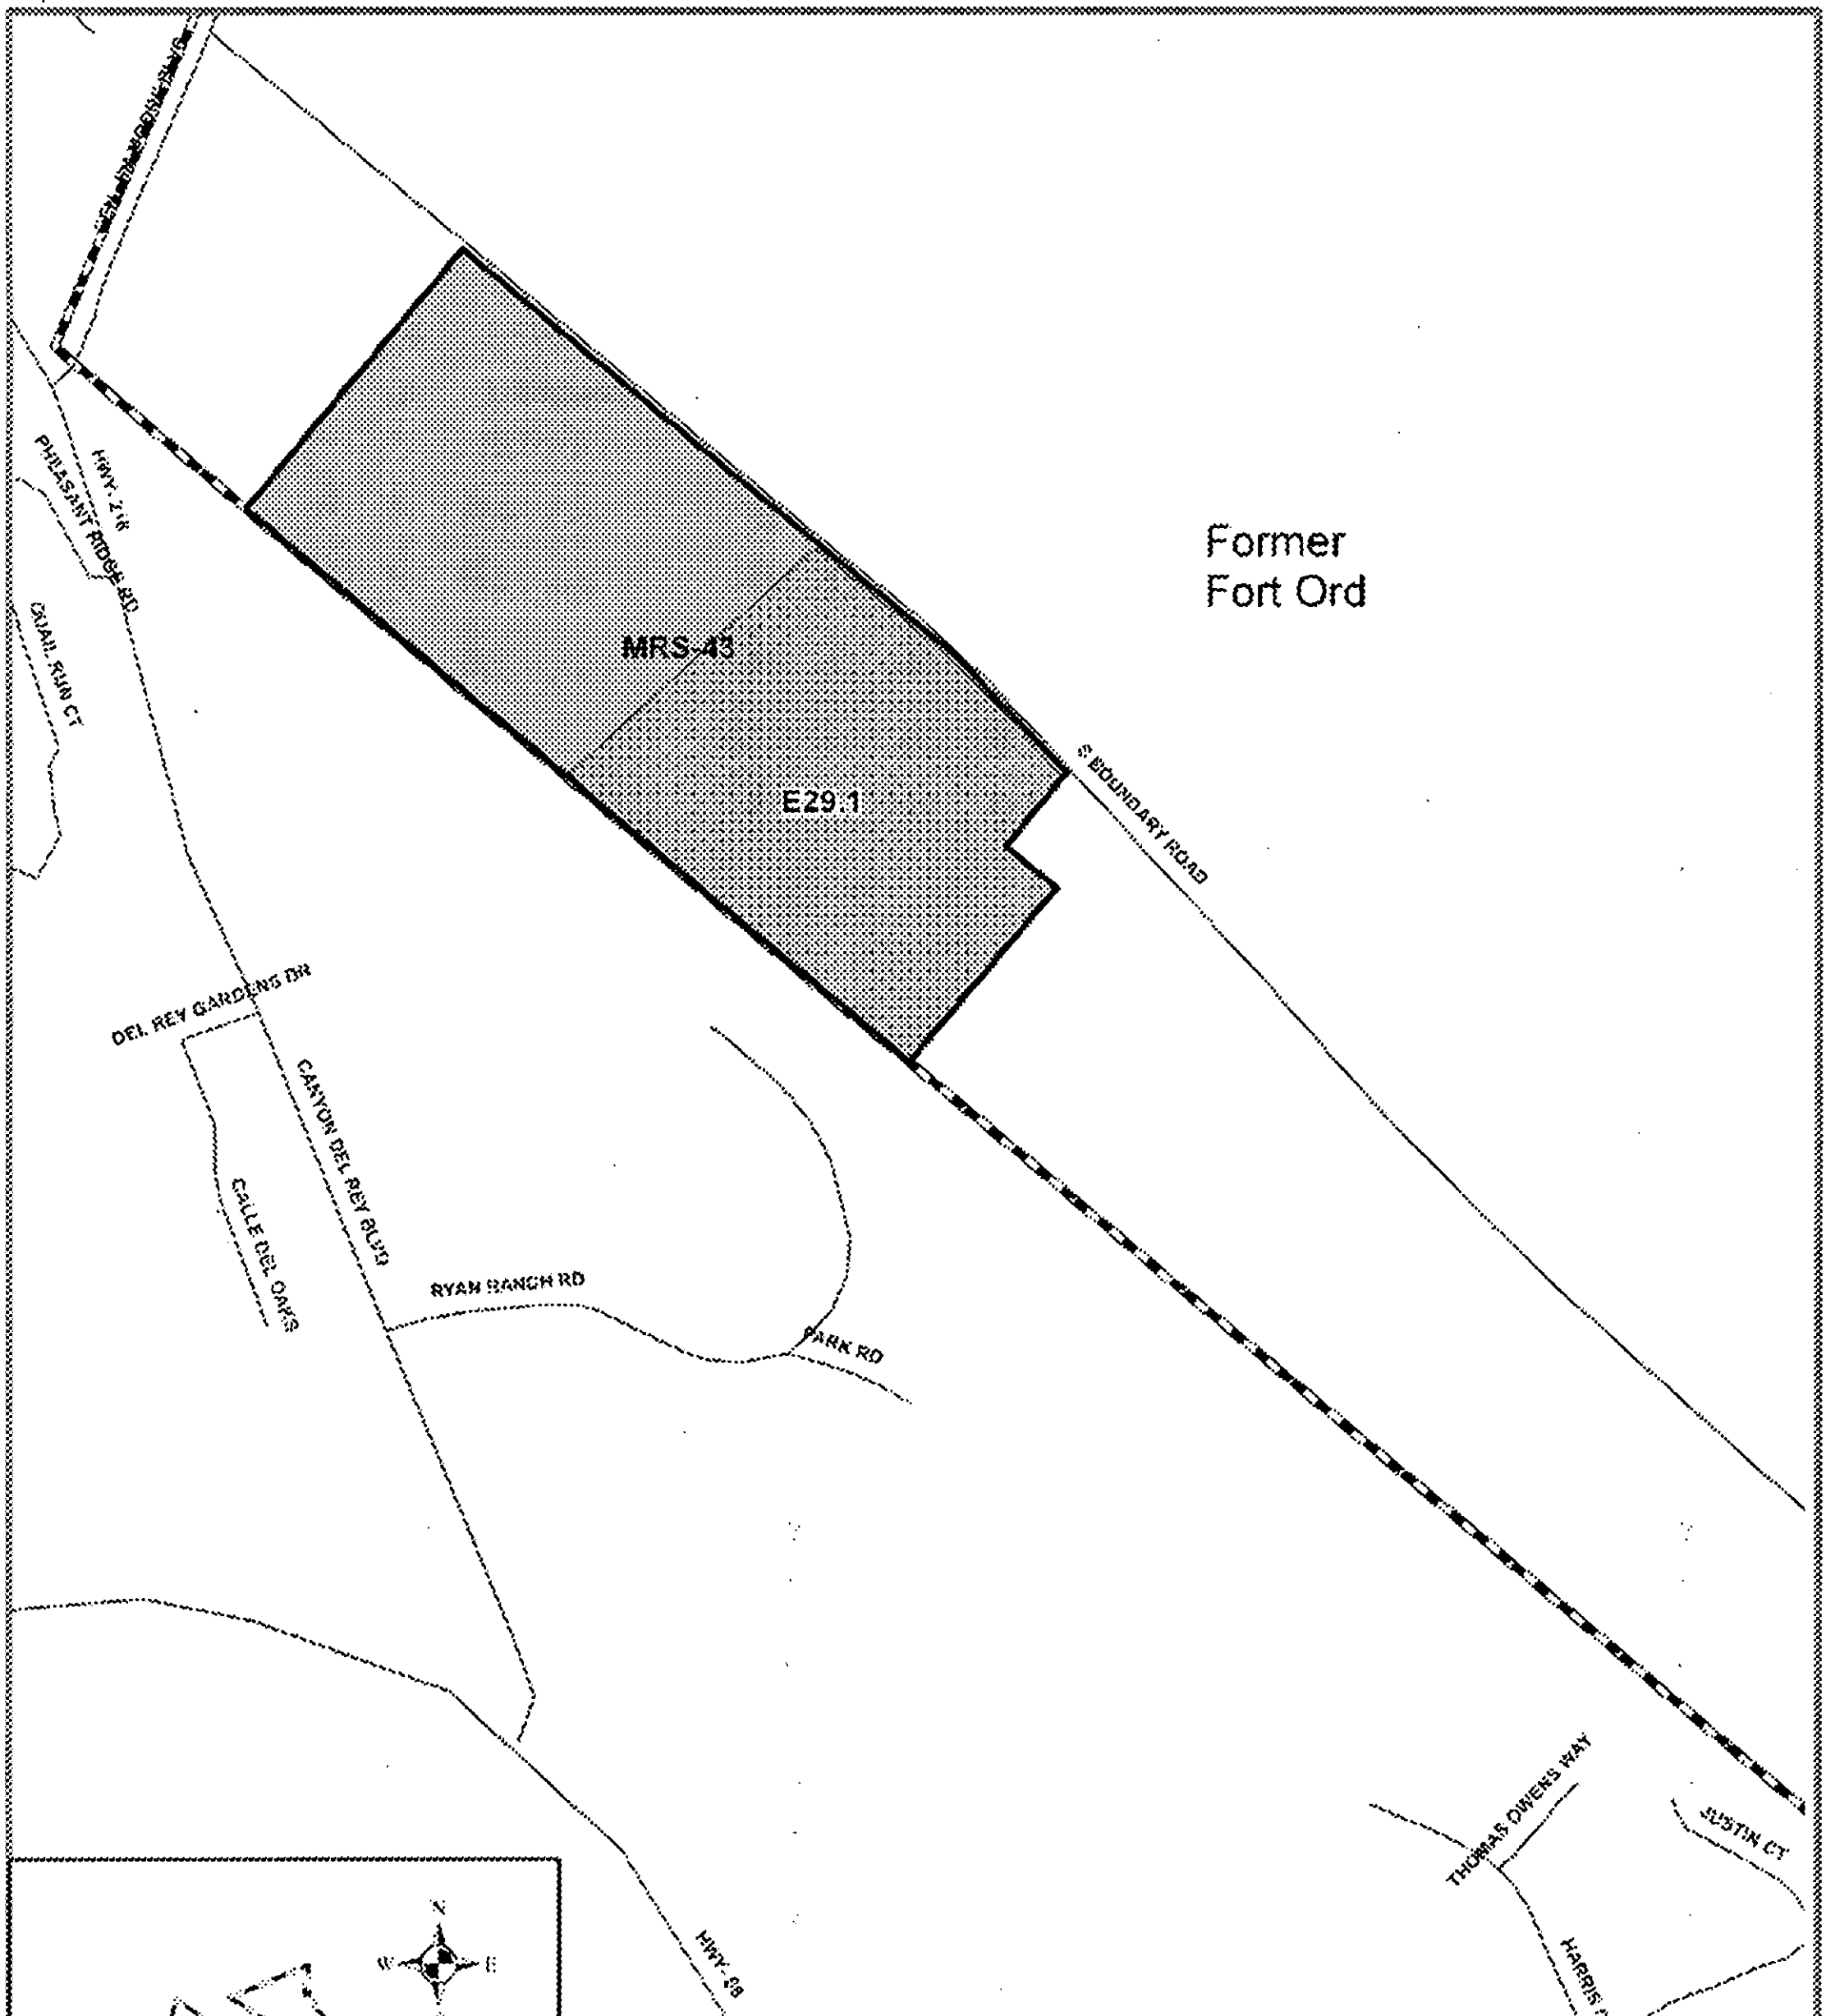 Former
Fort Ord
HWY. 218
PHEASANT RIDGE RD
QUAIL RUN CT
MRS-43
E29.1
S BOUNDARY ROAD
DEL REY GARDENS DR
CANYON DEL REY BLVD
CALLE DEL OAKS
RYAN RANCH RD
PARK RD
THOMAS OWENS WAY
JUSTIN CT
HARRIS
N
W
E